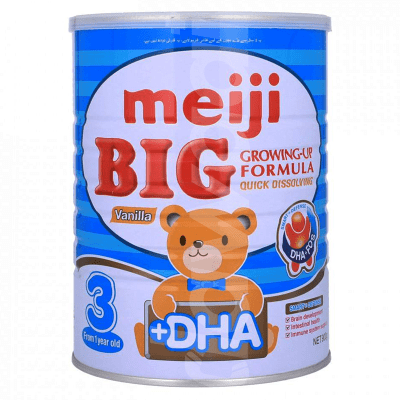 meiji
BIG
GROWING-UP
FORMULA
QUICK DISSOLVING
Vanilla
DHA
3
From 1 year old
+DHA
Brain development
Intestinal health
Immune system